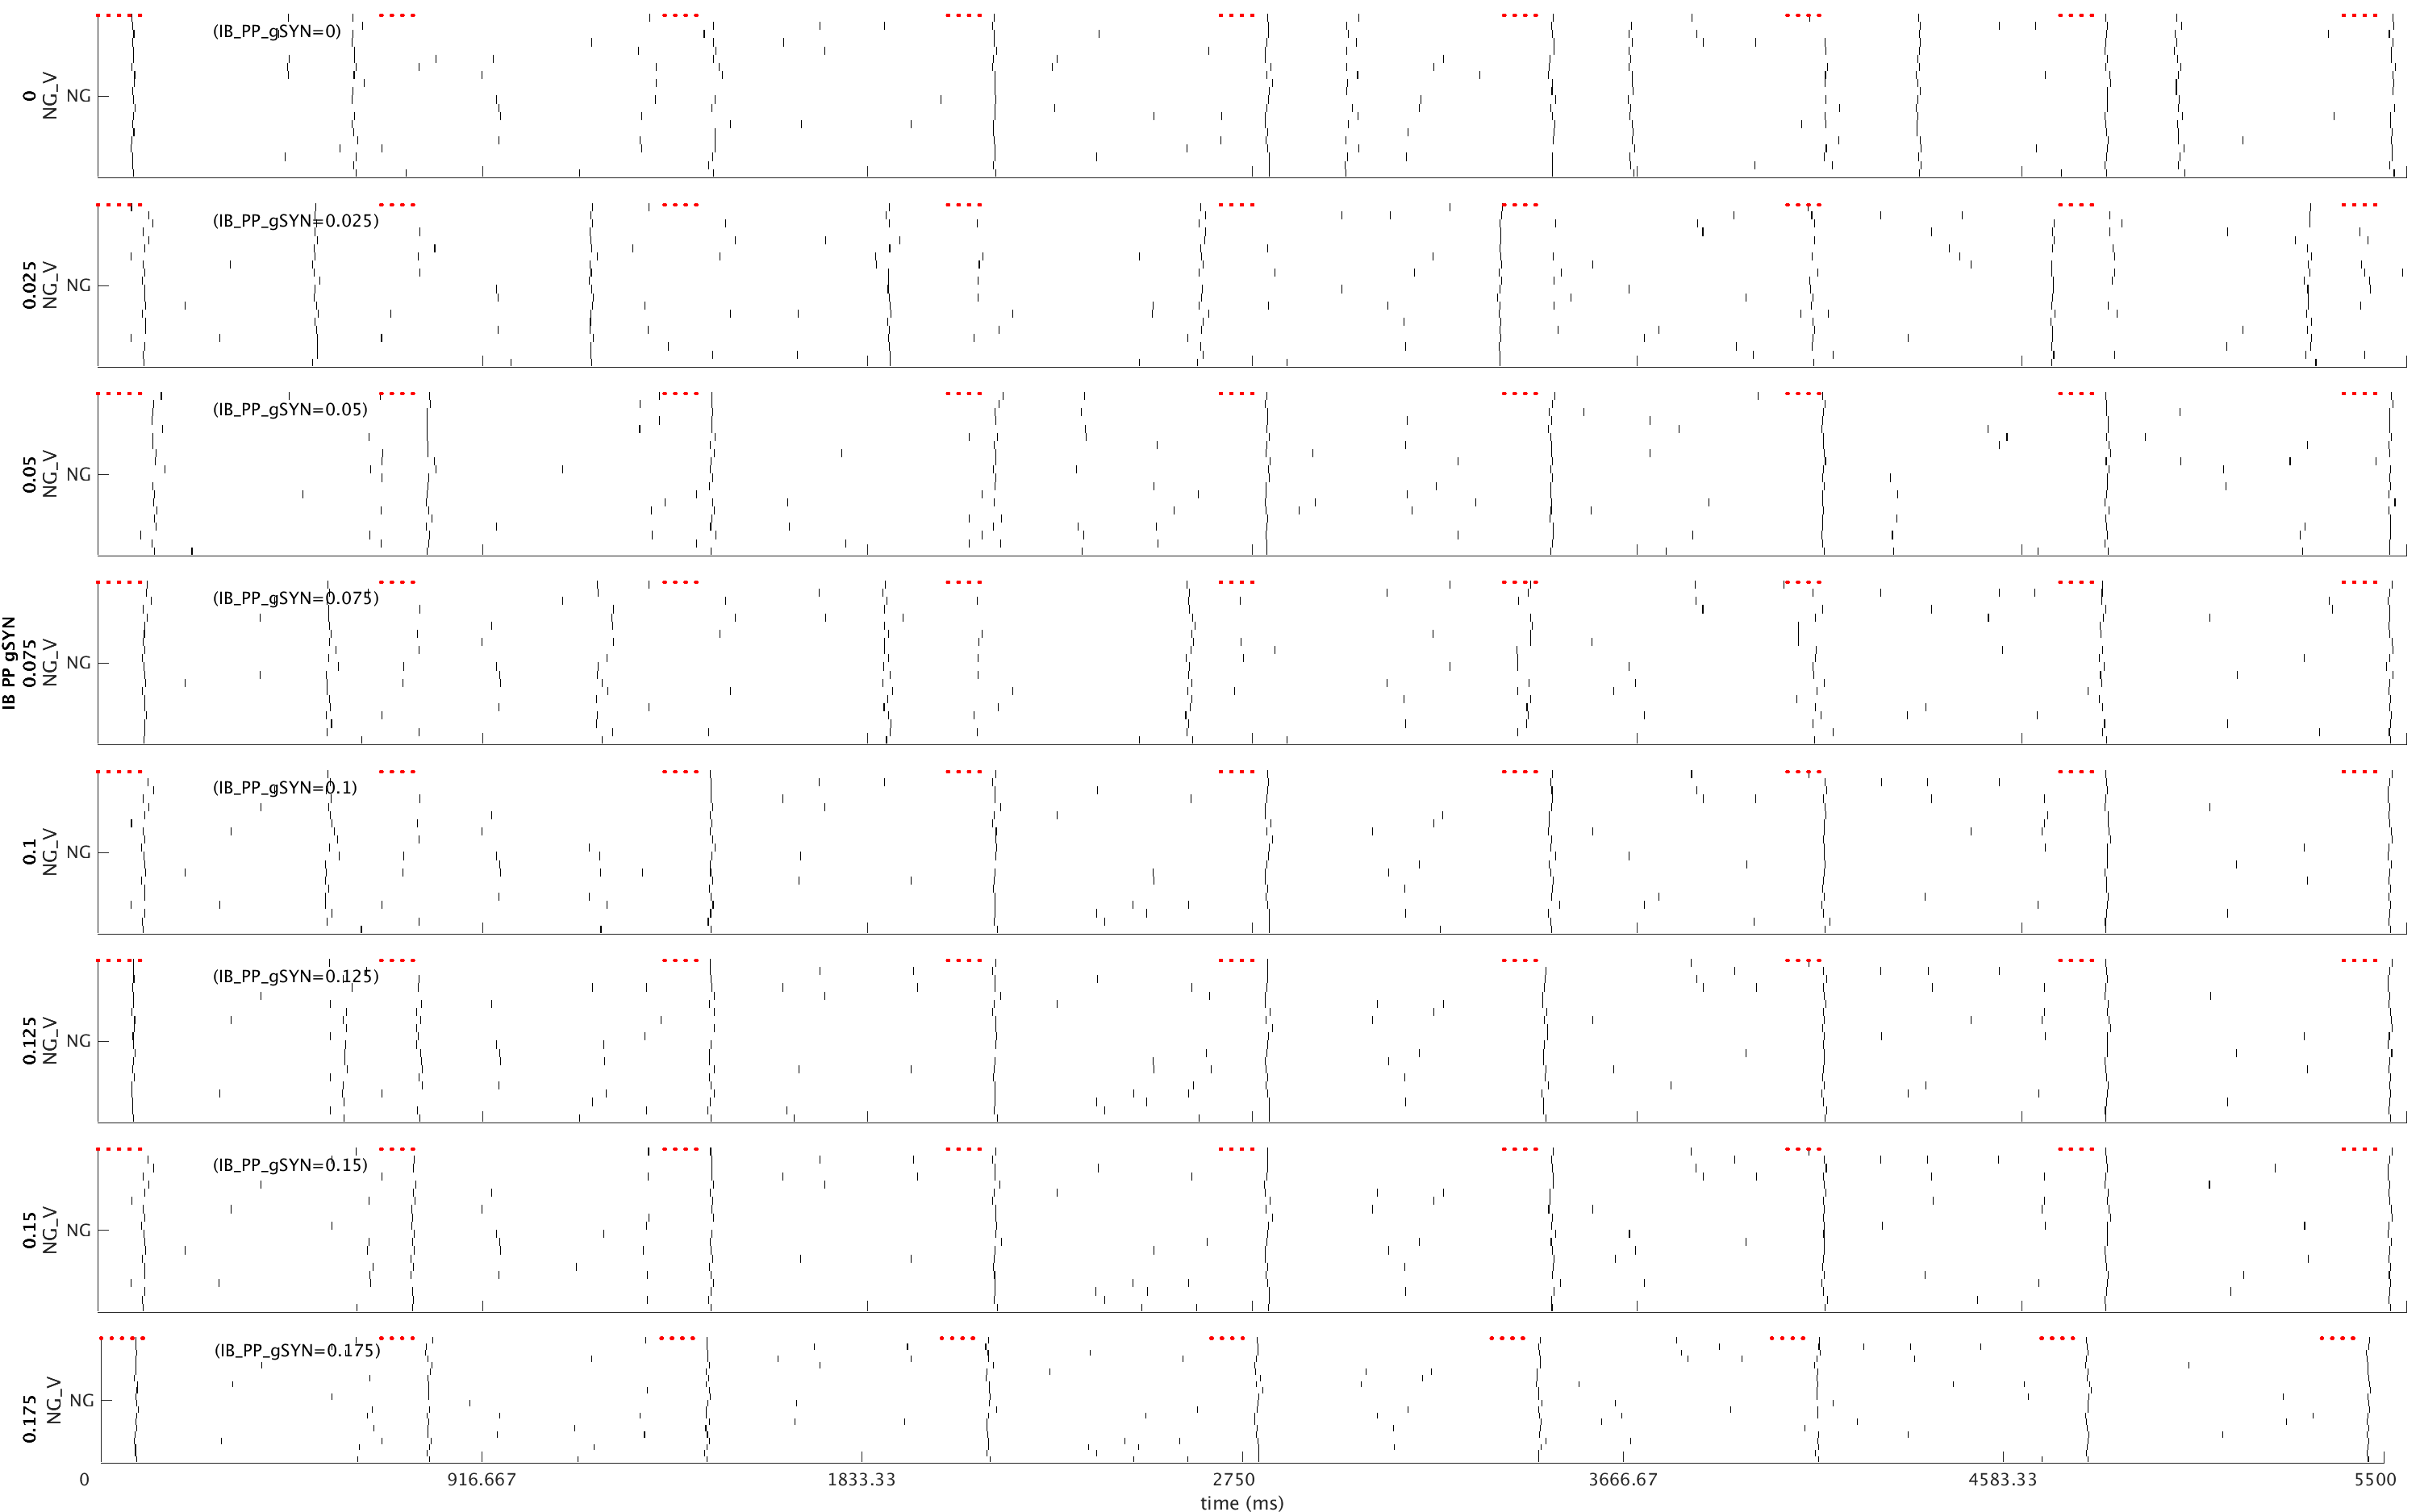 IB PP gSYN
0
NG_V
NG
(IB_PP_gSYN=0)
0.025
NG_V
NG
(IB_PP_gSYN=0.025)
0.05
NG_V
NG
(IB_PP_gSYN=0.05)
0.075
NG_V
NG
(IB_PP_gSYN=0.075)
0.1
NG_V
NG
(IB_PP_gSYN=0.1)
0.125
NG_V
NG
(IB_PP_gSYN=0.125)
0.15
NG_V
NG
(IB_PP_gSYN=0.15)
0.175
NG_V
NG
(IB_PP_gSYN=0.175)
0 916.667 1833.33 2750 3666.67 4583.33 5500
time (ms)